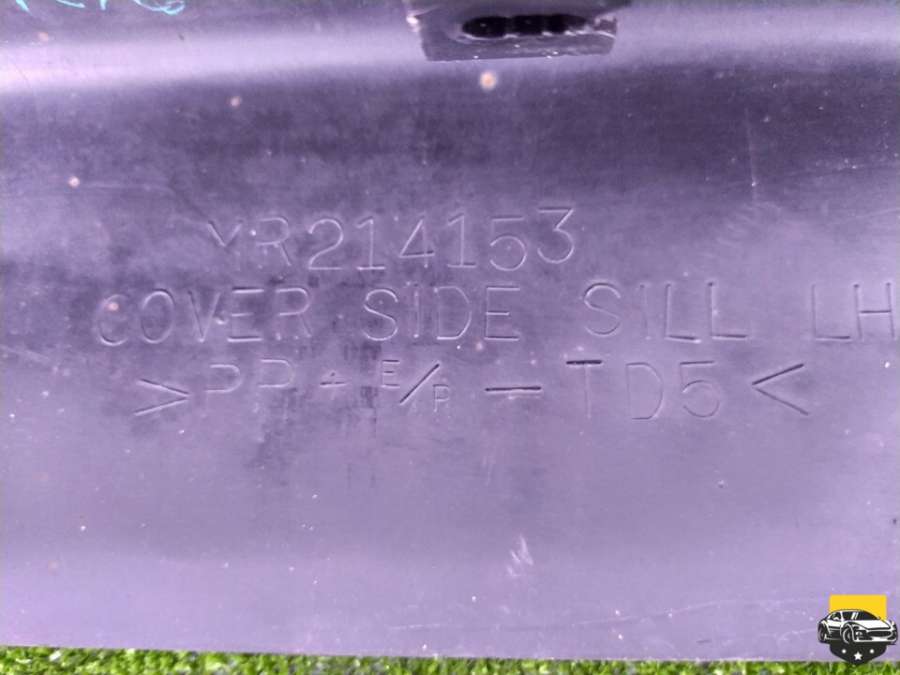 MR214153
COVER SIDE SILL LH
>PP+E/P-TD5<